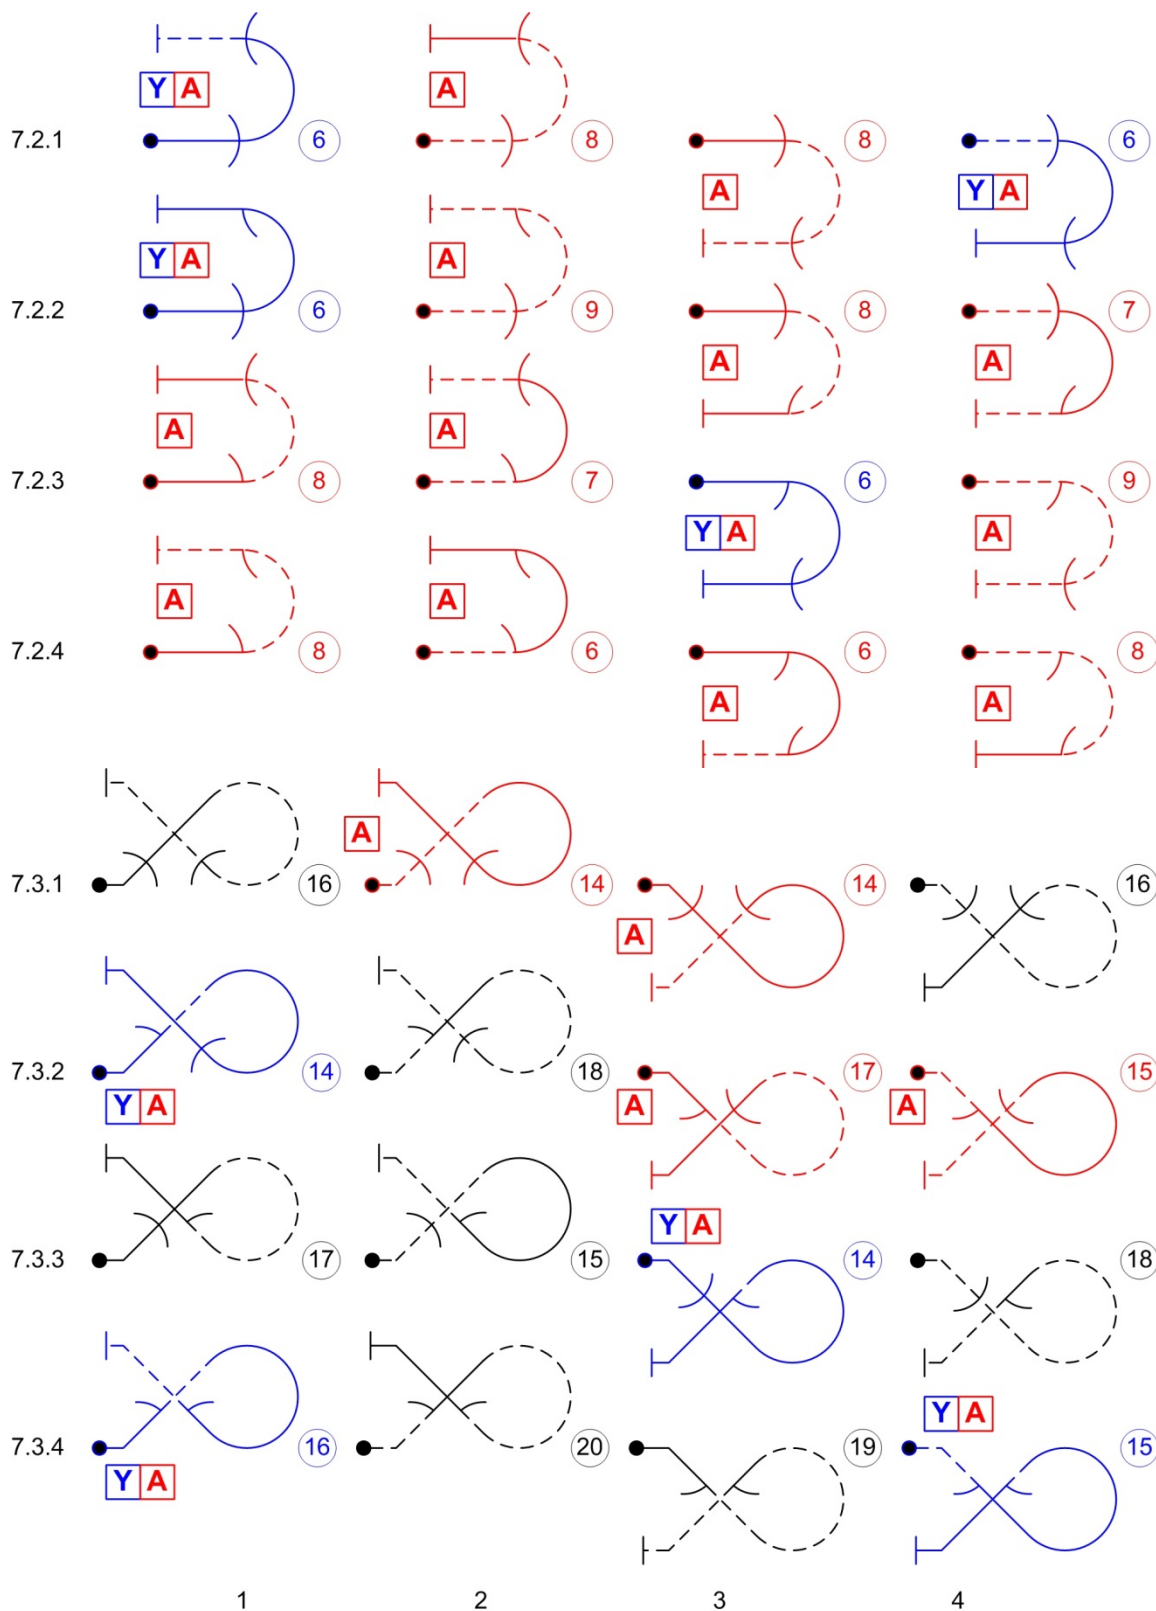 Y A A
7.2.1 6 8 8 6
A Y A
Y A A
7.2.2 6 9 8 7
A A
A A
7.2.3 8 7 6 9
Y A A
A A
7.2.4 8 6 6 8
A A
A
7.3.1 16 14 14 16
A
7.3.2 14 18 17 15
Y A A A
Y A
7.3.3 17 15 14 18
Y A
7.3.4 16 20 19 15
Y A
1 2 3 4